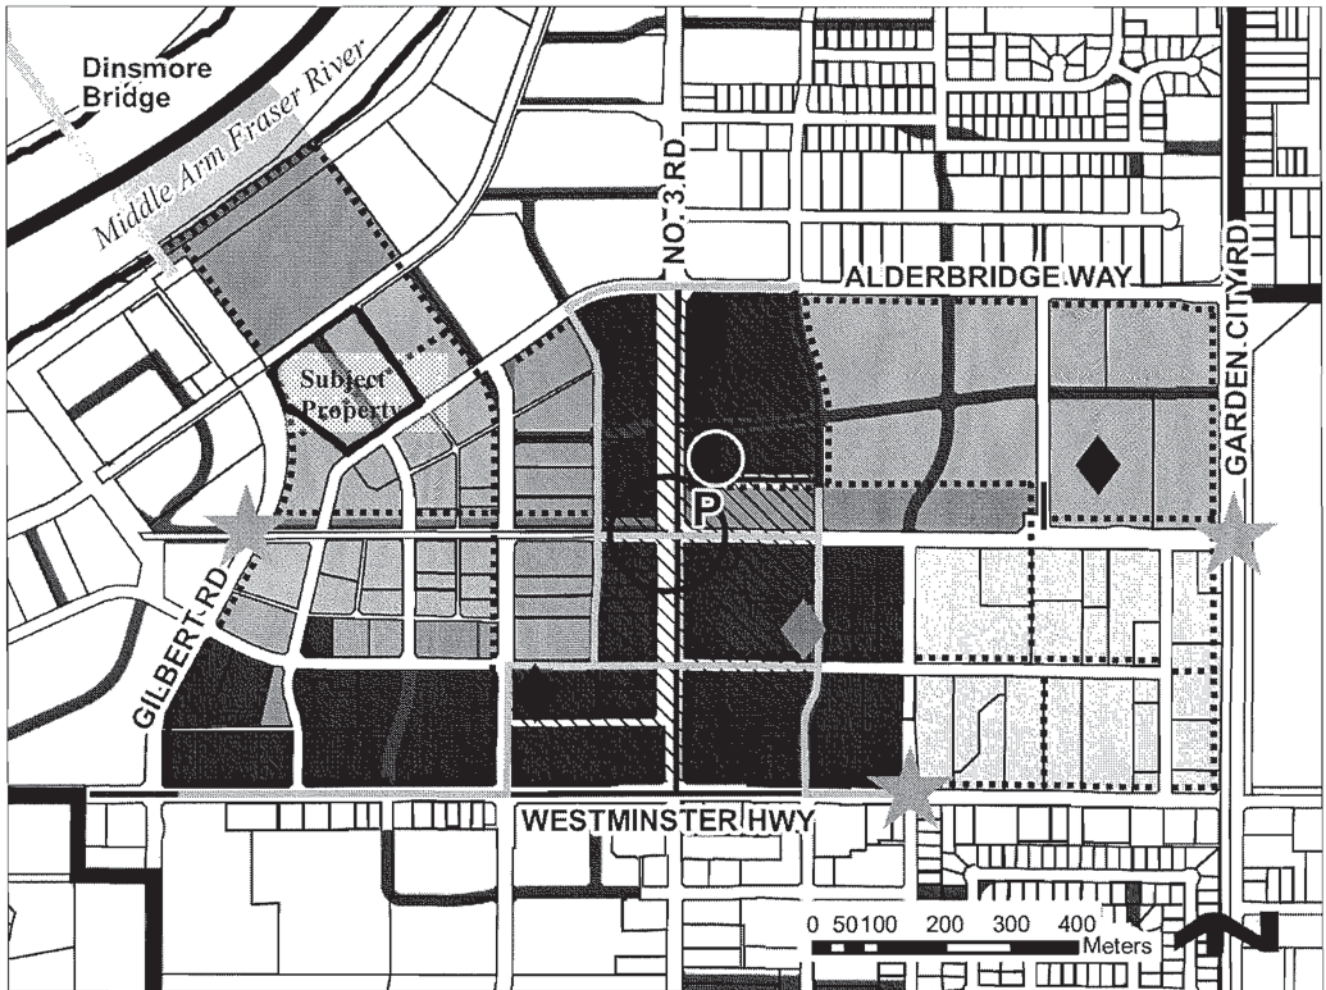 Dinsmore
Bridge
Middle Arm Fraser River
NO. 3 RD
ALDERBRIDGE WAY
GARDEN CITY RD
Subject
Property
P
GILBERT RD
WESTMINSTER HWY
0 50 100 200 300 400
Meters